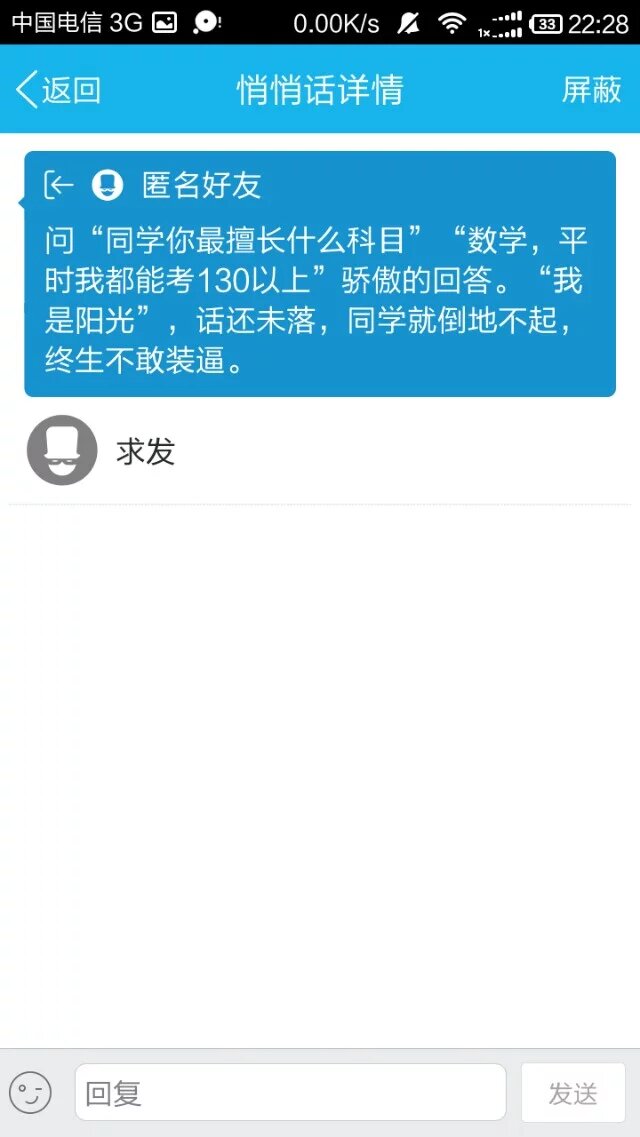 中国电信 3G 0.00K/s 1x 33 22:28
返回 悄悄话详情 屏蔽
匿名好友
问“同学你最擅长什么科目”“数学，平
时我都能考130以上”骄傲的回答。“我
是阳光”，话还未落，同学就倒地不起，
终生不敢装逼。
求发
回复 发送